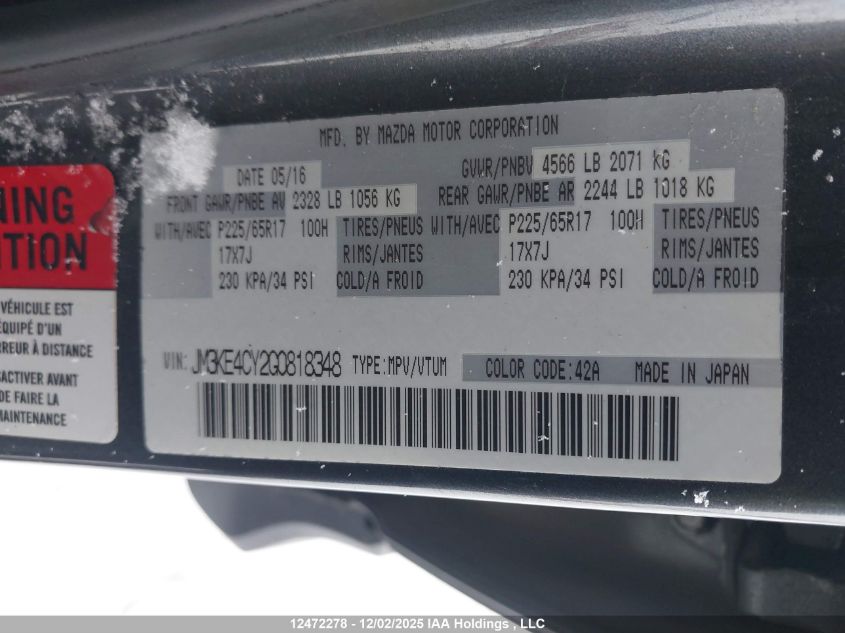 NING
TION
VÉHICULE EST
ÉQUIPÉ D'UN
RREUR À DISTANCE
SACTIVER AVANT
DE FAIRE LA
MAINTENANCE
MFD. BY MAZDA MOTOR CORPORATION
DATE 05/16 GVWR/PNBV 4566 LB 2071 KG
FRONT GAWR/PNBE AV 2328 LB 1056 KG REAR GAWR/PNBE AR 2244 LB 1018 KG
WITH/AVEC P225/65R17 100H TIRES/PNEUS WITH/AVEC P225/65R17 100H TIRES/PNEUS
17X7J RIMS/JANTES 17X7J RIMS/JANTES
230 KPA/34 PSI COLD/A FROID 230 KPA/34 PSI COLD/A FROID
VIN: JM3KE4CY2G0818348 TYPE:MPV/VTUM COLOR CODE:42A MADE IN JAPAN
12472278 - 12/02/2025 IAA Holdings , LLC